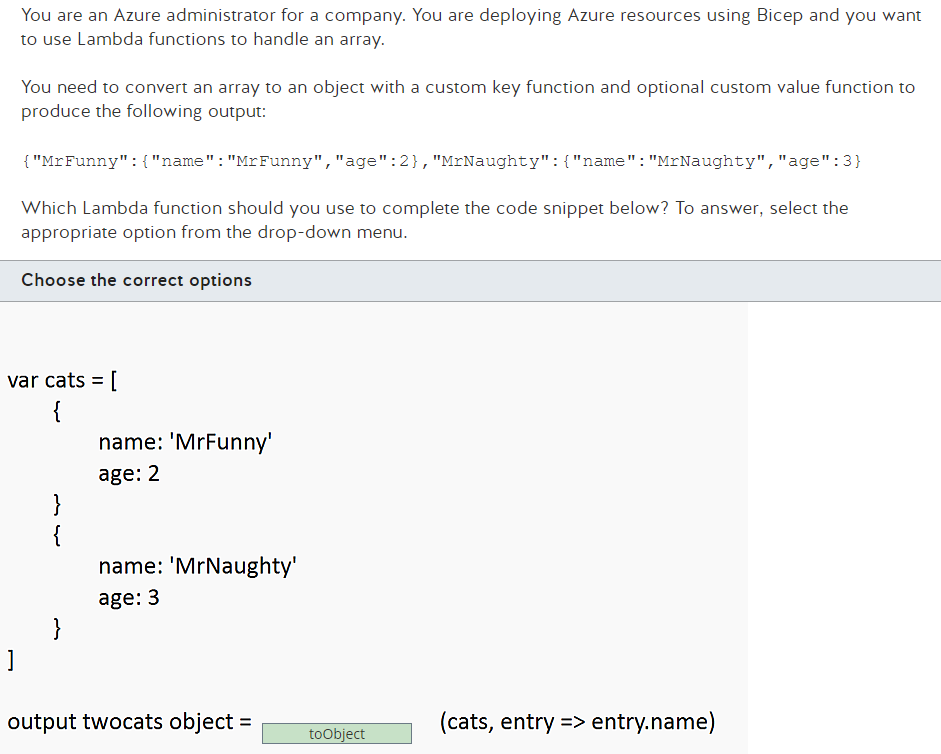 You are an Azure administrator for a company. You are deploying Azure resources using Bicep and you want
to use Lambda functions to handle an array.
You need to convert an array to an object with a custom key function and optional custom value function to
produce the following output:
{"MrFunny":{"name":"MrFunny","age":2},"MrNaughty":{"name":"MrNaughty","age":3}
Which Lambda function should you use to complete the code snippet below? To answer, select the
appropriate option from the drop-down menu.
Choose the correct options
var cats = [
{
name: 'MrFunny'
age: 2
}
{
name: 'MrNaughty'
age: 3
}
]
output twocats object = toObject (cats, entry => entry.name)